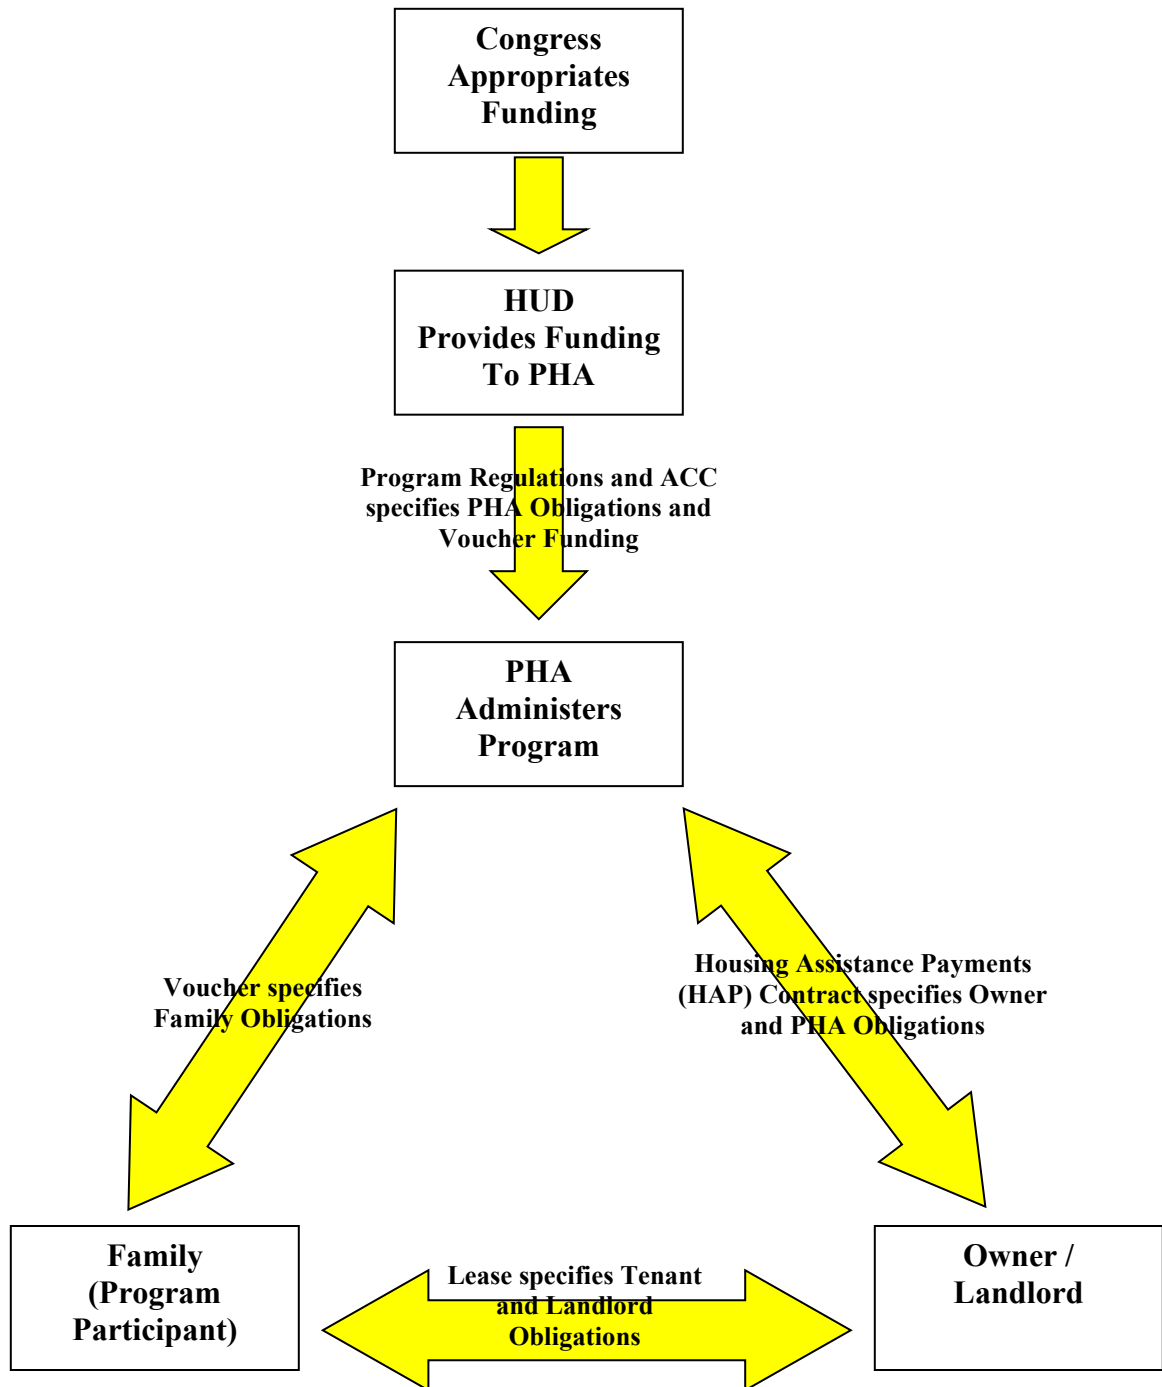 Congress
Appropriates
Funding
HUD
Provides Funding
To PHA
Program Regulations and ACC
specifies PHA Obligations and
Voucher Funding
PHA
Administers
Program
Voucher specifies
Family Obligations
Housing Assistance Payments
(HAP) Contract specifies Owner
and PHA Obligations
Family
(Program
Participant)
Lease specifies Tenant
and Landlord
Obligations
Owner /
Landlord